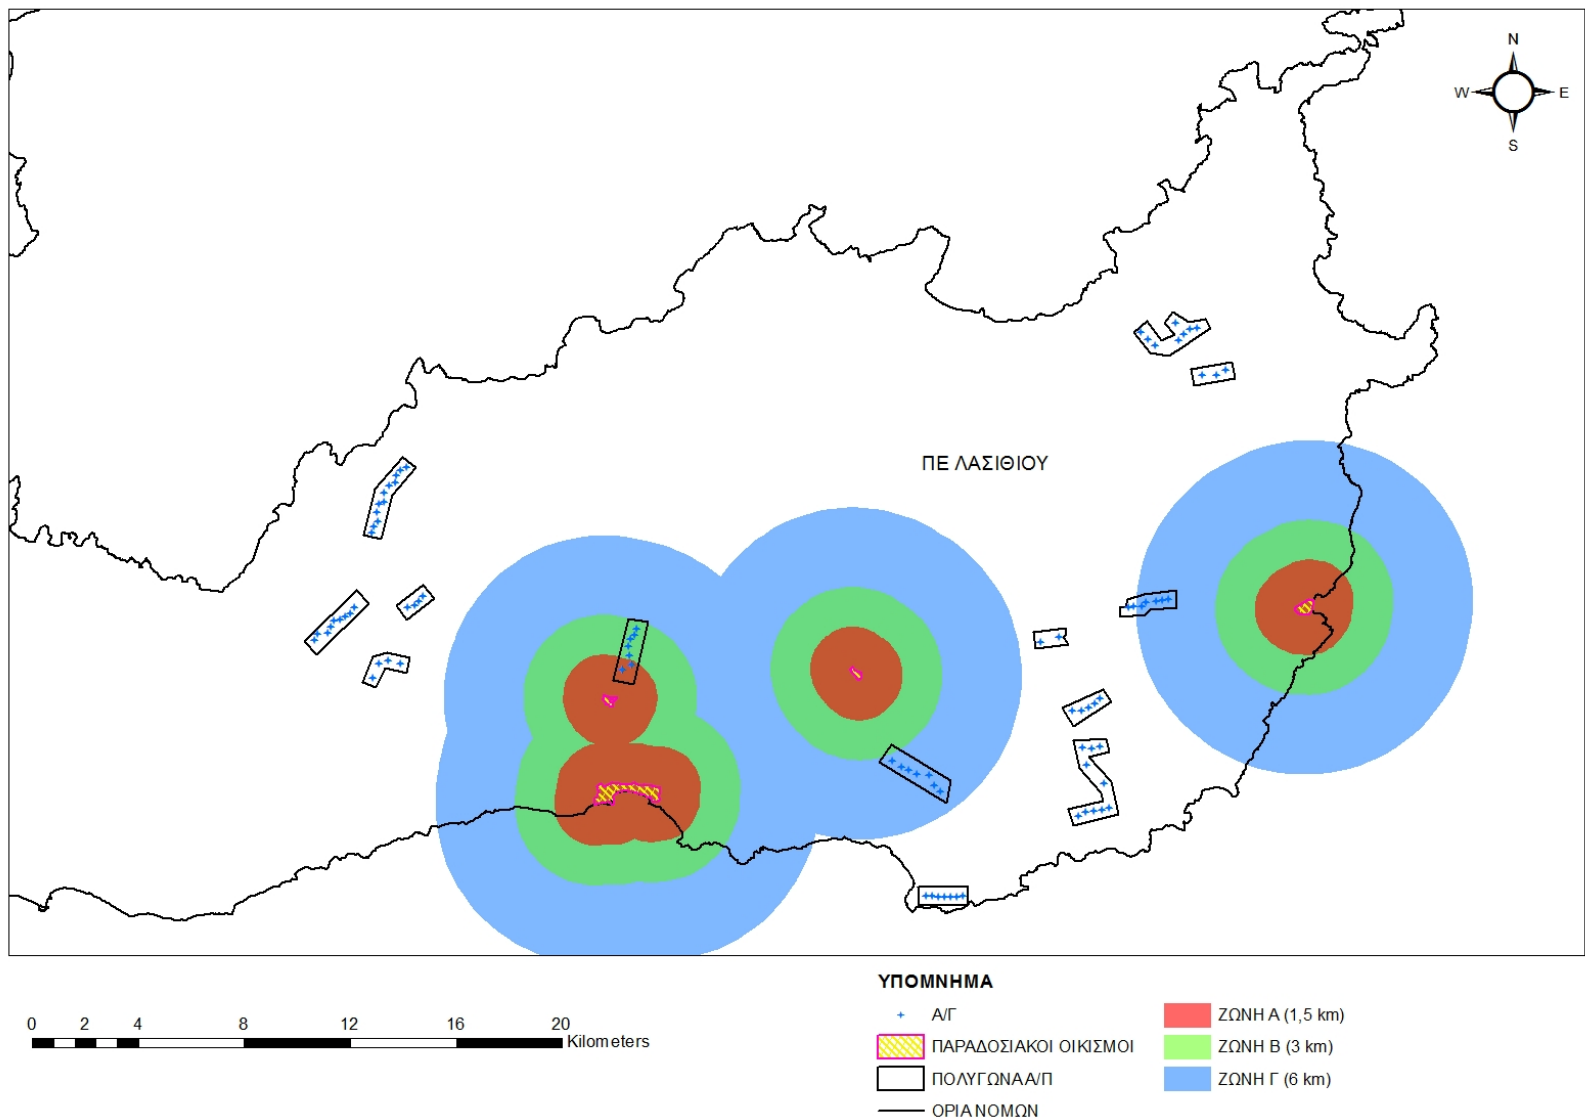 N
W E
S
ΠΕ ΛΑΣΙΘΙΟΥ
0 2 4 8 12 16 20
Kilometers
ΥΠΟΜΝΗΜΑ
Α/Γ
ΠΑΡΑΔΟΣΙΑΚΟΙ ΟΙΚΙΣΜΟΙ
ΠΟΛΥΓΩΝΑ Α/Π
ΟΡΙΑ ΝΟΜΩΝ
ΖΩΝΗ Α (1,5 km)
ΖΩΝΗ Β (3 km)
ΖΩΝΗ Γ (6 km)